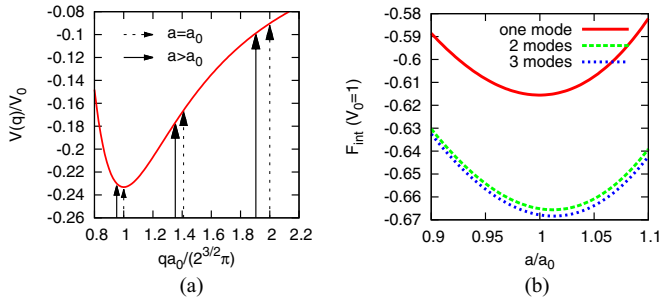 -0.08
-0.1
-0.12
-0.14
-0.16
-0.18
-0.2
-0.22
-0.24
-0.26
V(q)/V₀
a=a₀
a>a₀
0.8 1 1.2 1.4 1.6 1.8 2 2.2
qa₀/(2³ᐟ²π)
(a)
-0.58
-0.59
-0.6
-0.61
-0.62
-0.63
-0.64
-0.65
-0.66
-0.67
F_int (V₀=1)
one mode
2 modes
3 modes
0.9 0.95 1 1.05 1.1
a/a₀
(b)